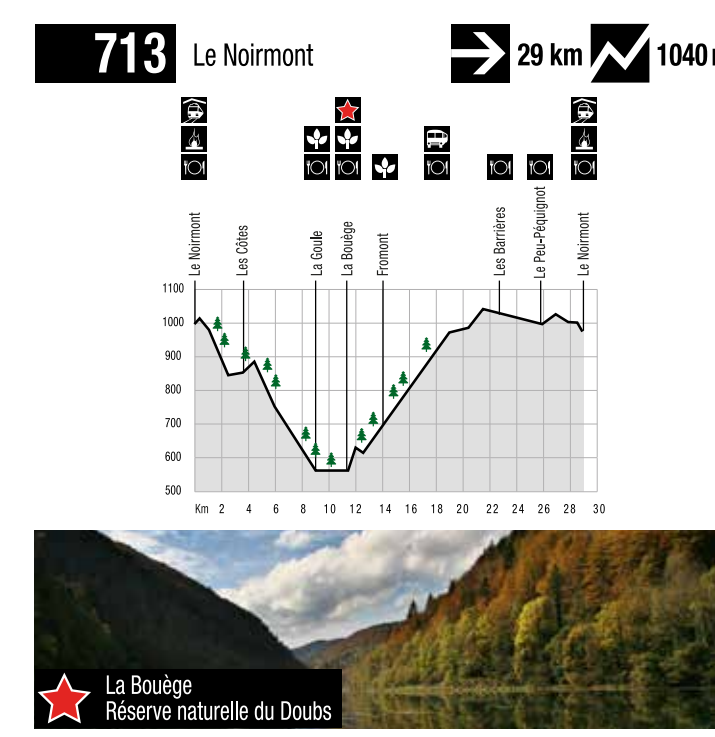 713 Le Noirmont 29 km 1040 m
Le Noirmont
Les Côtes
La Goule
La Bouège
Fromont
Les Barrières
Le Peu-Péquignot
Le Noirmont
1100
1000
900
800
700
600
500
Km 2 4 6 8 10 12 14 16 18 20 22 24 26 28 30
La Bouège
Réserve naturelle du Doubs